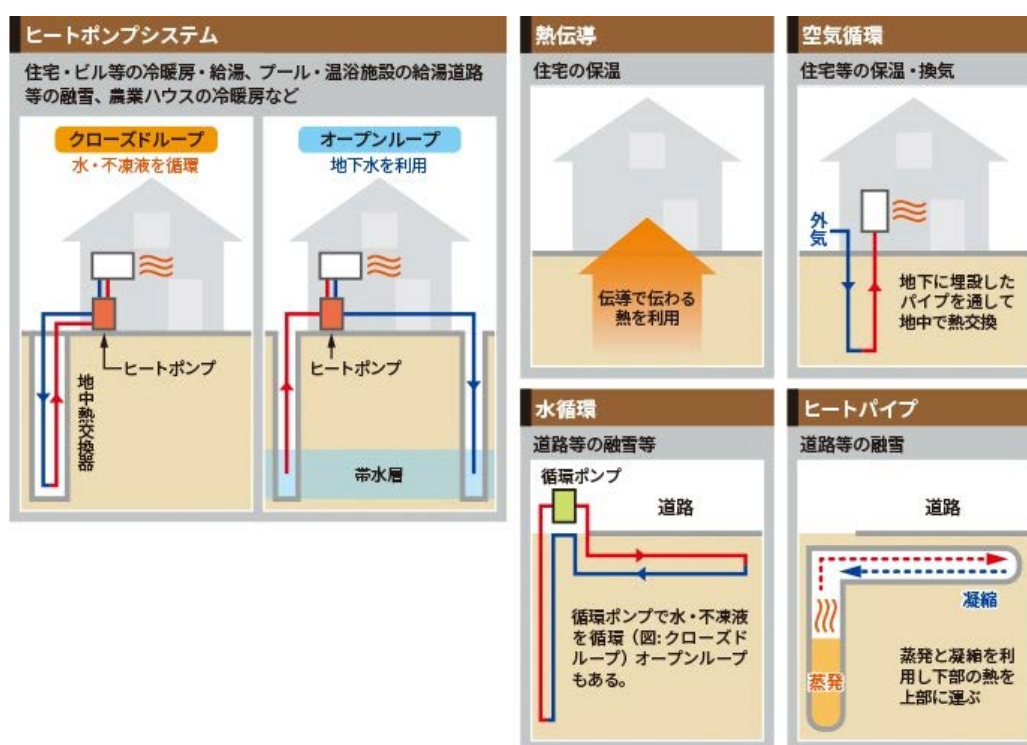 ヒートポンプシステム
住宅・ビル等の冷暖房・給湯、プール・温浴施設の給湯道路
等の融雪、農業ハウスの冷暖房など
クローズドループ
水・不凍液を循環
ヒートポンプ
地中熱交換器
オープンループ
地下水を利用
ヒートポンプ
帯水層
熱伝導
住宅の保温
伝導で伝わる
熱を利用
空気循環
住宅等の保温・換気
外気
地下に埋設した
パイプを通して
地中で熱交換
水循環
道路等の融雪等
循環ポンプ
道路
循環ポンプで水・不凍液
を循環（図:クローズド
ループ）オープンループ
もある。
ヒートパイプ
道路等の融雪
道路
凝縮
蒸発
蒸発と凝縮を利
用し下部の熱を
上部に運ぶ